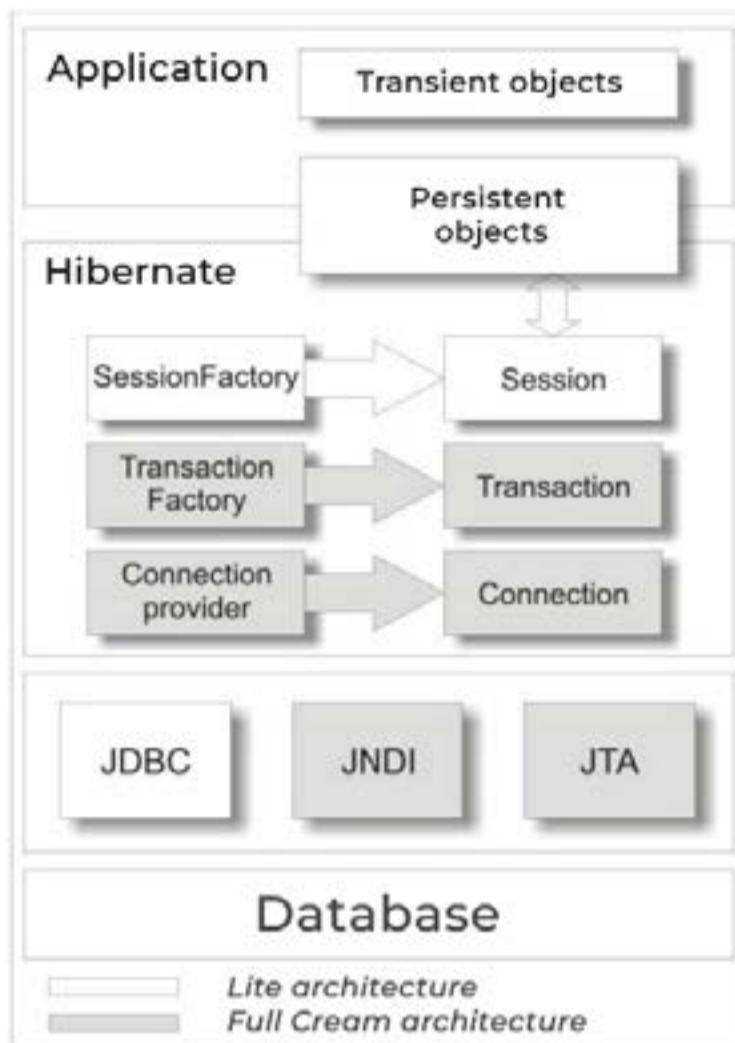 Application
Transient objects
Persistent
objects
Hibernate
SessionFactory
Session
Transaction
Factory
Transaction
Connection
provider
Connection
JDBC
JNDI
JTA
Database
Lite architecture
Full Cream architecture